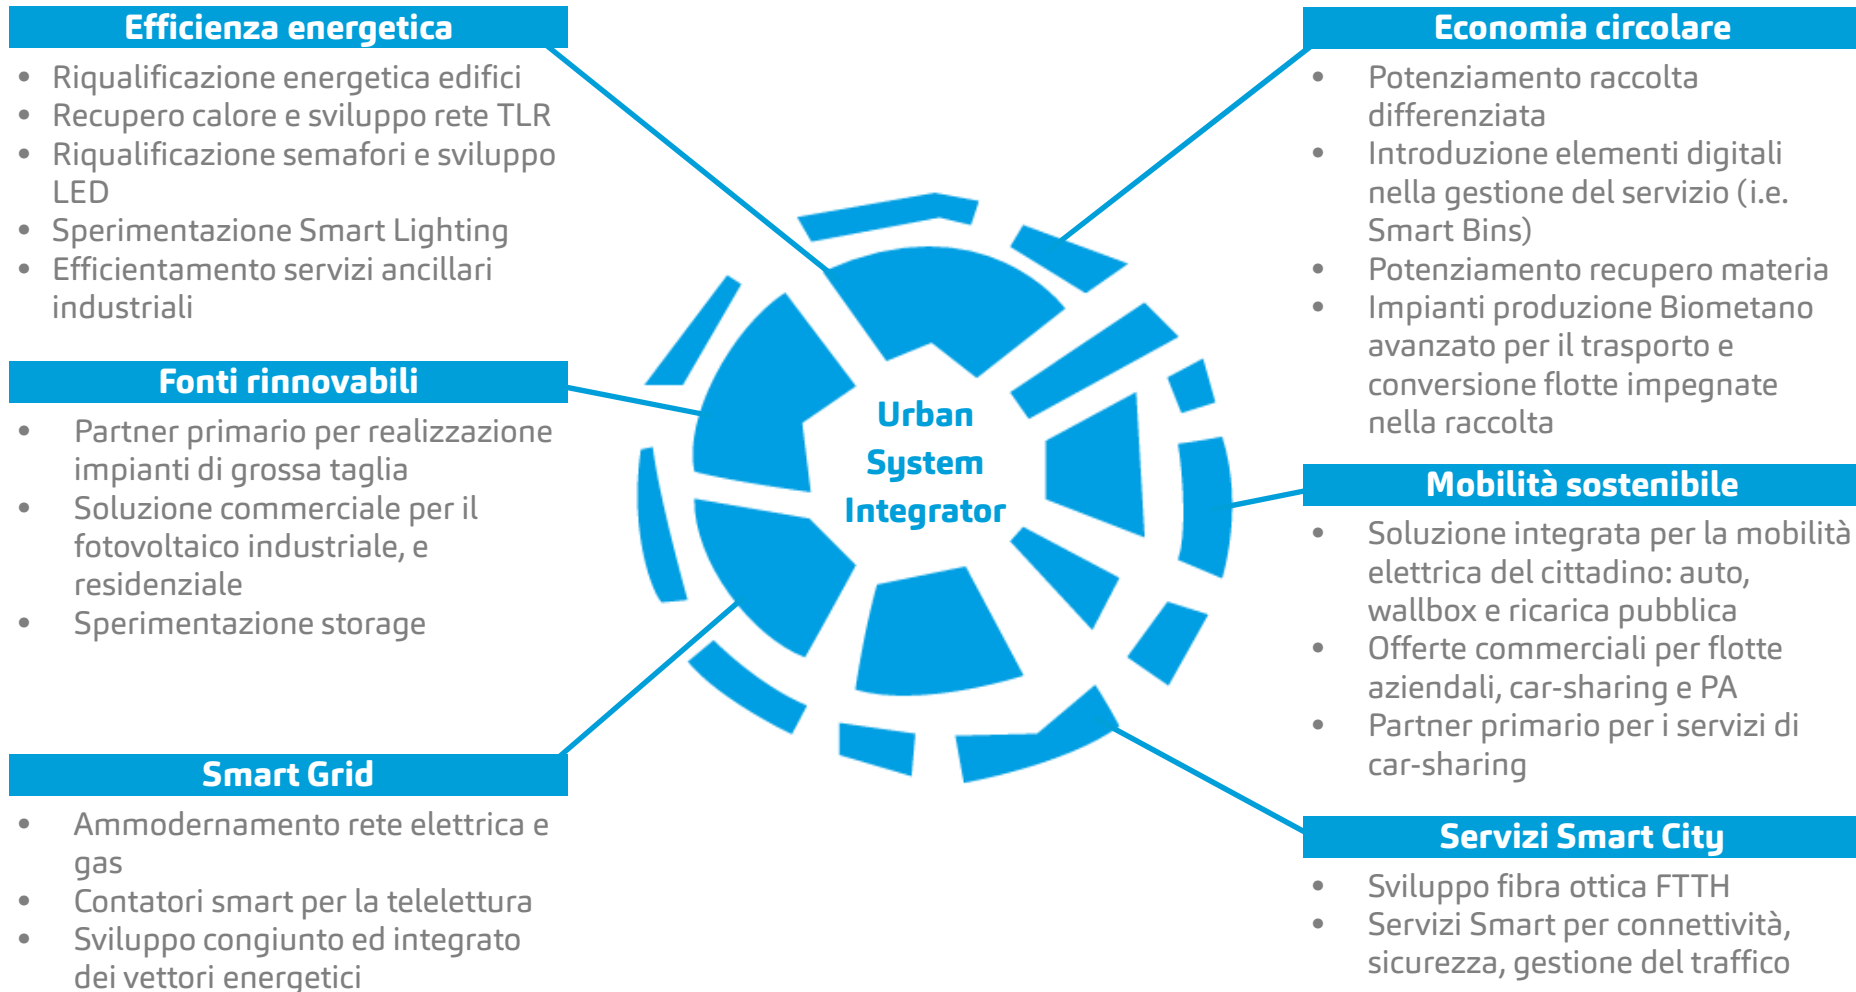 Efficienza energetica
• Riqualificazione energetica edifici
• Recupero calore e sviluppo rete TLR
• Riqualificazione semafori e sviluppo
LED
• Sperimentazione Smart Lighting
• Efficientamento servizi ancillari
industriali
Fonti rinnovabili
• Partner primario per realizzazione
impianti di grossa taglia
• Soluzione commerciale per il
fotovoltaico industriale, e
residenziale
• Sperimentazione storage
Smart Grid
• Ammodernamento rete elettrica e
gas
• Contatori smart per la telelettura
• Sviluppo congiunto ed integrato
dei vettori energetici
Urban
System
Integrator
Economia circolare
• Potenziamento raccolta
differenziata
• Introduzione elementi digitali
nella gestione del servizio (i.e.
Smart Bins)
• Potenziamento recupero materia
• Impianti produzione Biometano
avanzato per il trasporto e
conversione flotte impegnate
nella raccolta
Mobilità sostenibile
• Soluzione integrata per la mobilità
elettrica del cittadino: auto,
wallbox e ricarica pubblica
• Offerte commerciali per flotte
aziendali, car-sharing e PA
• Partner primario per i servizi di
car-sharing
Servizi Smart City
• Sviluppo fibra ottica FTTH
• Servizi Smart per connettività,
sicurezza, gestione del traffico